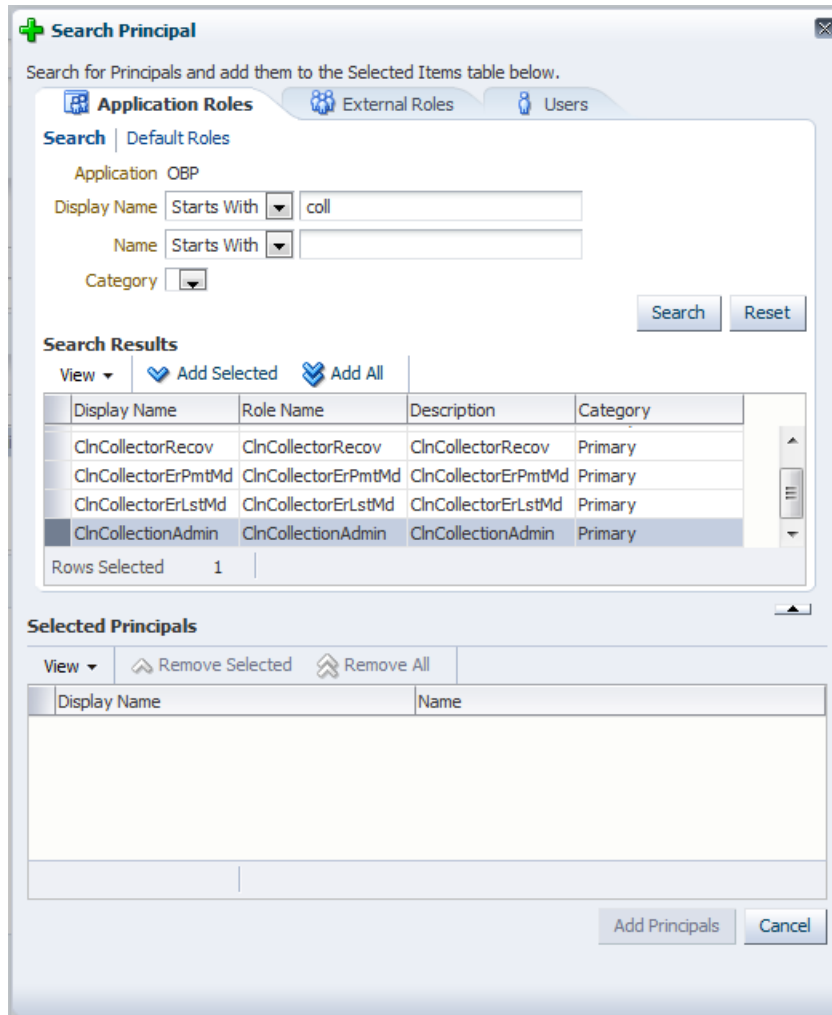 Search Principal
Search for Principals and add them to the Selected Items table below.
Application Roles External Roles Users
Search Default Roles
Application OBP
Display Name Starts With coll
Name Starts With
Category
Search Reset
Search Results
View Add Selected Add All
Display Name Role Name Description Category
ClnCollectorRecov ClnCollectorRecov ClnCollectorRecov Primary
ClnCollectorErPmtMd ClnCollectorErPmtMd ClnCollectorErPmtMd Primary
ClnCollectorErLstMd ClnCollectorErLstMd ClnCollectorErLstMd Primary
ClnCollectionAdmin ClnCollectionAdmin ClnCollectionAdmin Primary
Rows Selected 1
Selected Principals
View Remove Selected Remove All
Display Name Name
Add Principals Cancel